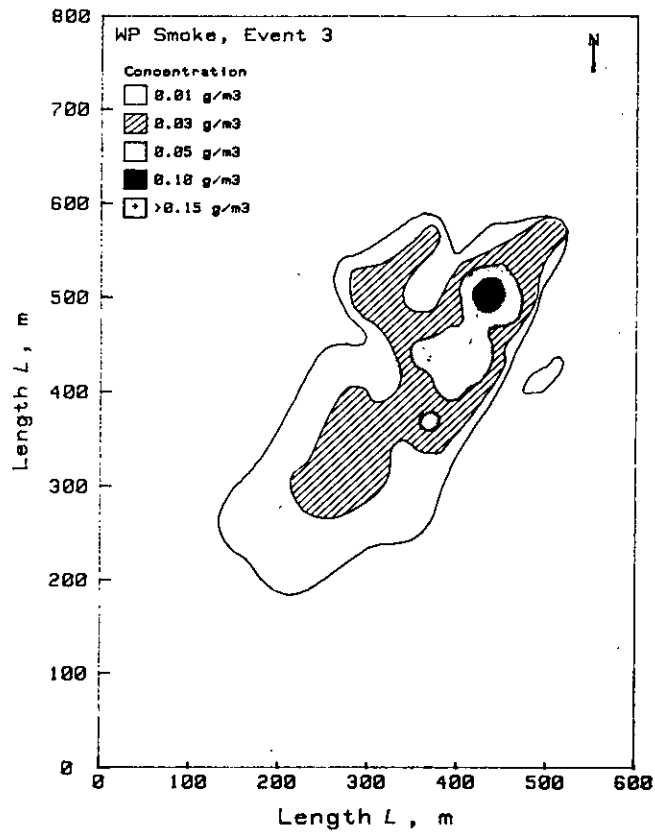 WP Smoke, Event 3
N
Concentration
0.01 g/m3
0.03 g/m3
0.05 g/m3
0.10 g/m3
>0.15 g/m3
800
700
600
500
400
300
200
100
0
Length L, m
0 100 200 300 400 500 600
Length L, m